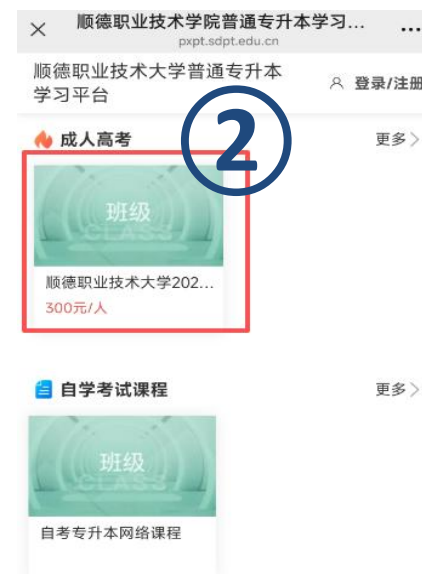 顺德职业技术学院普通专升本学习...
pxpt.sdpt.edu.cn
顺德职业技术大学普通专升本
学习平台
登录/注册
成人高考
②
更多
班级
CLASS
顺德职业技术大学202...
300元/人
自学考试课程
更多
班级
CLASS
自考专升本网络课程